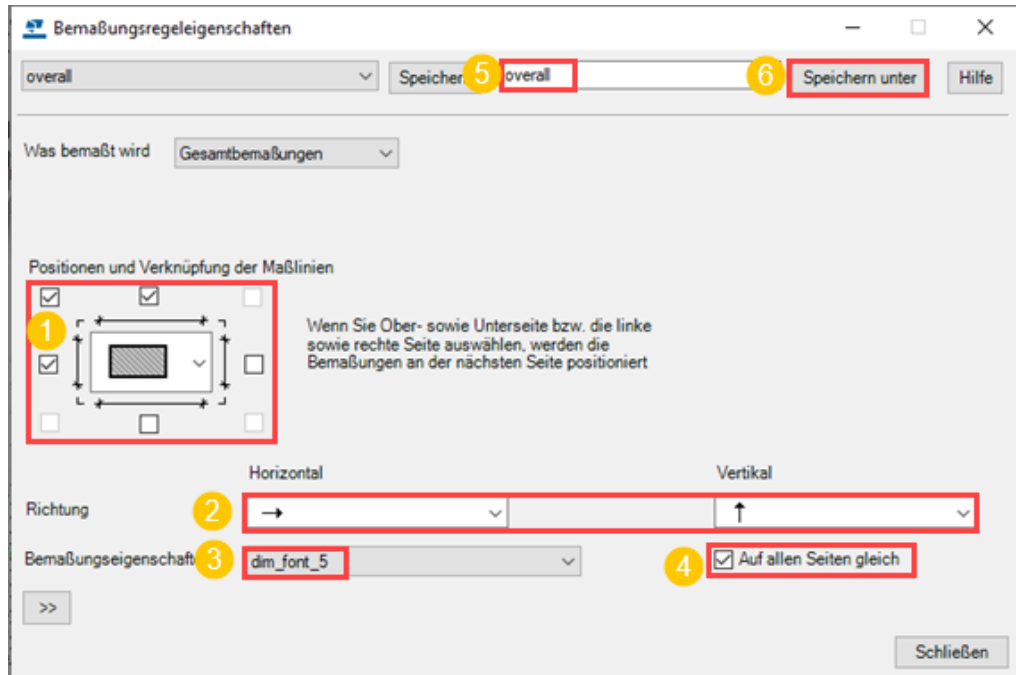 Bemaßungsregeleigenschaften
overall Speicher 5 overall 6 Speichern unter Hilfe
Was bemaßt wird Gesamtbemaßungen
Positionen und Verknüpfung der Maßlinien
1
Wenn Sie Ober- sowie Unterseite bzw. die linke
sowie rechte Seite auswählen, werden die
Bemaßungen an der nächsten Seite positioniert
Horizontal Vertikal
Richtung 2
Bemaßungseigenschafte 3 dim_font_5 4 Auf allen Seiten gleich
>>
Schließen